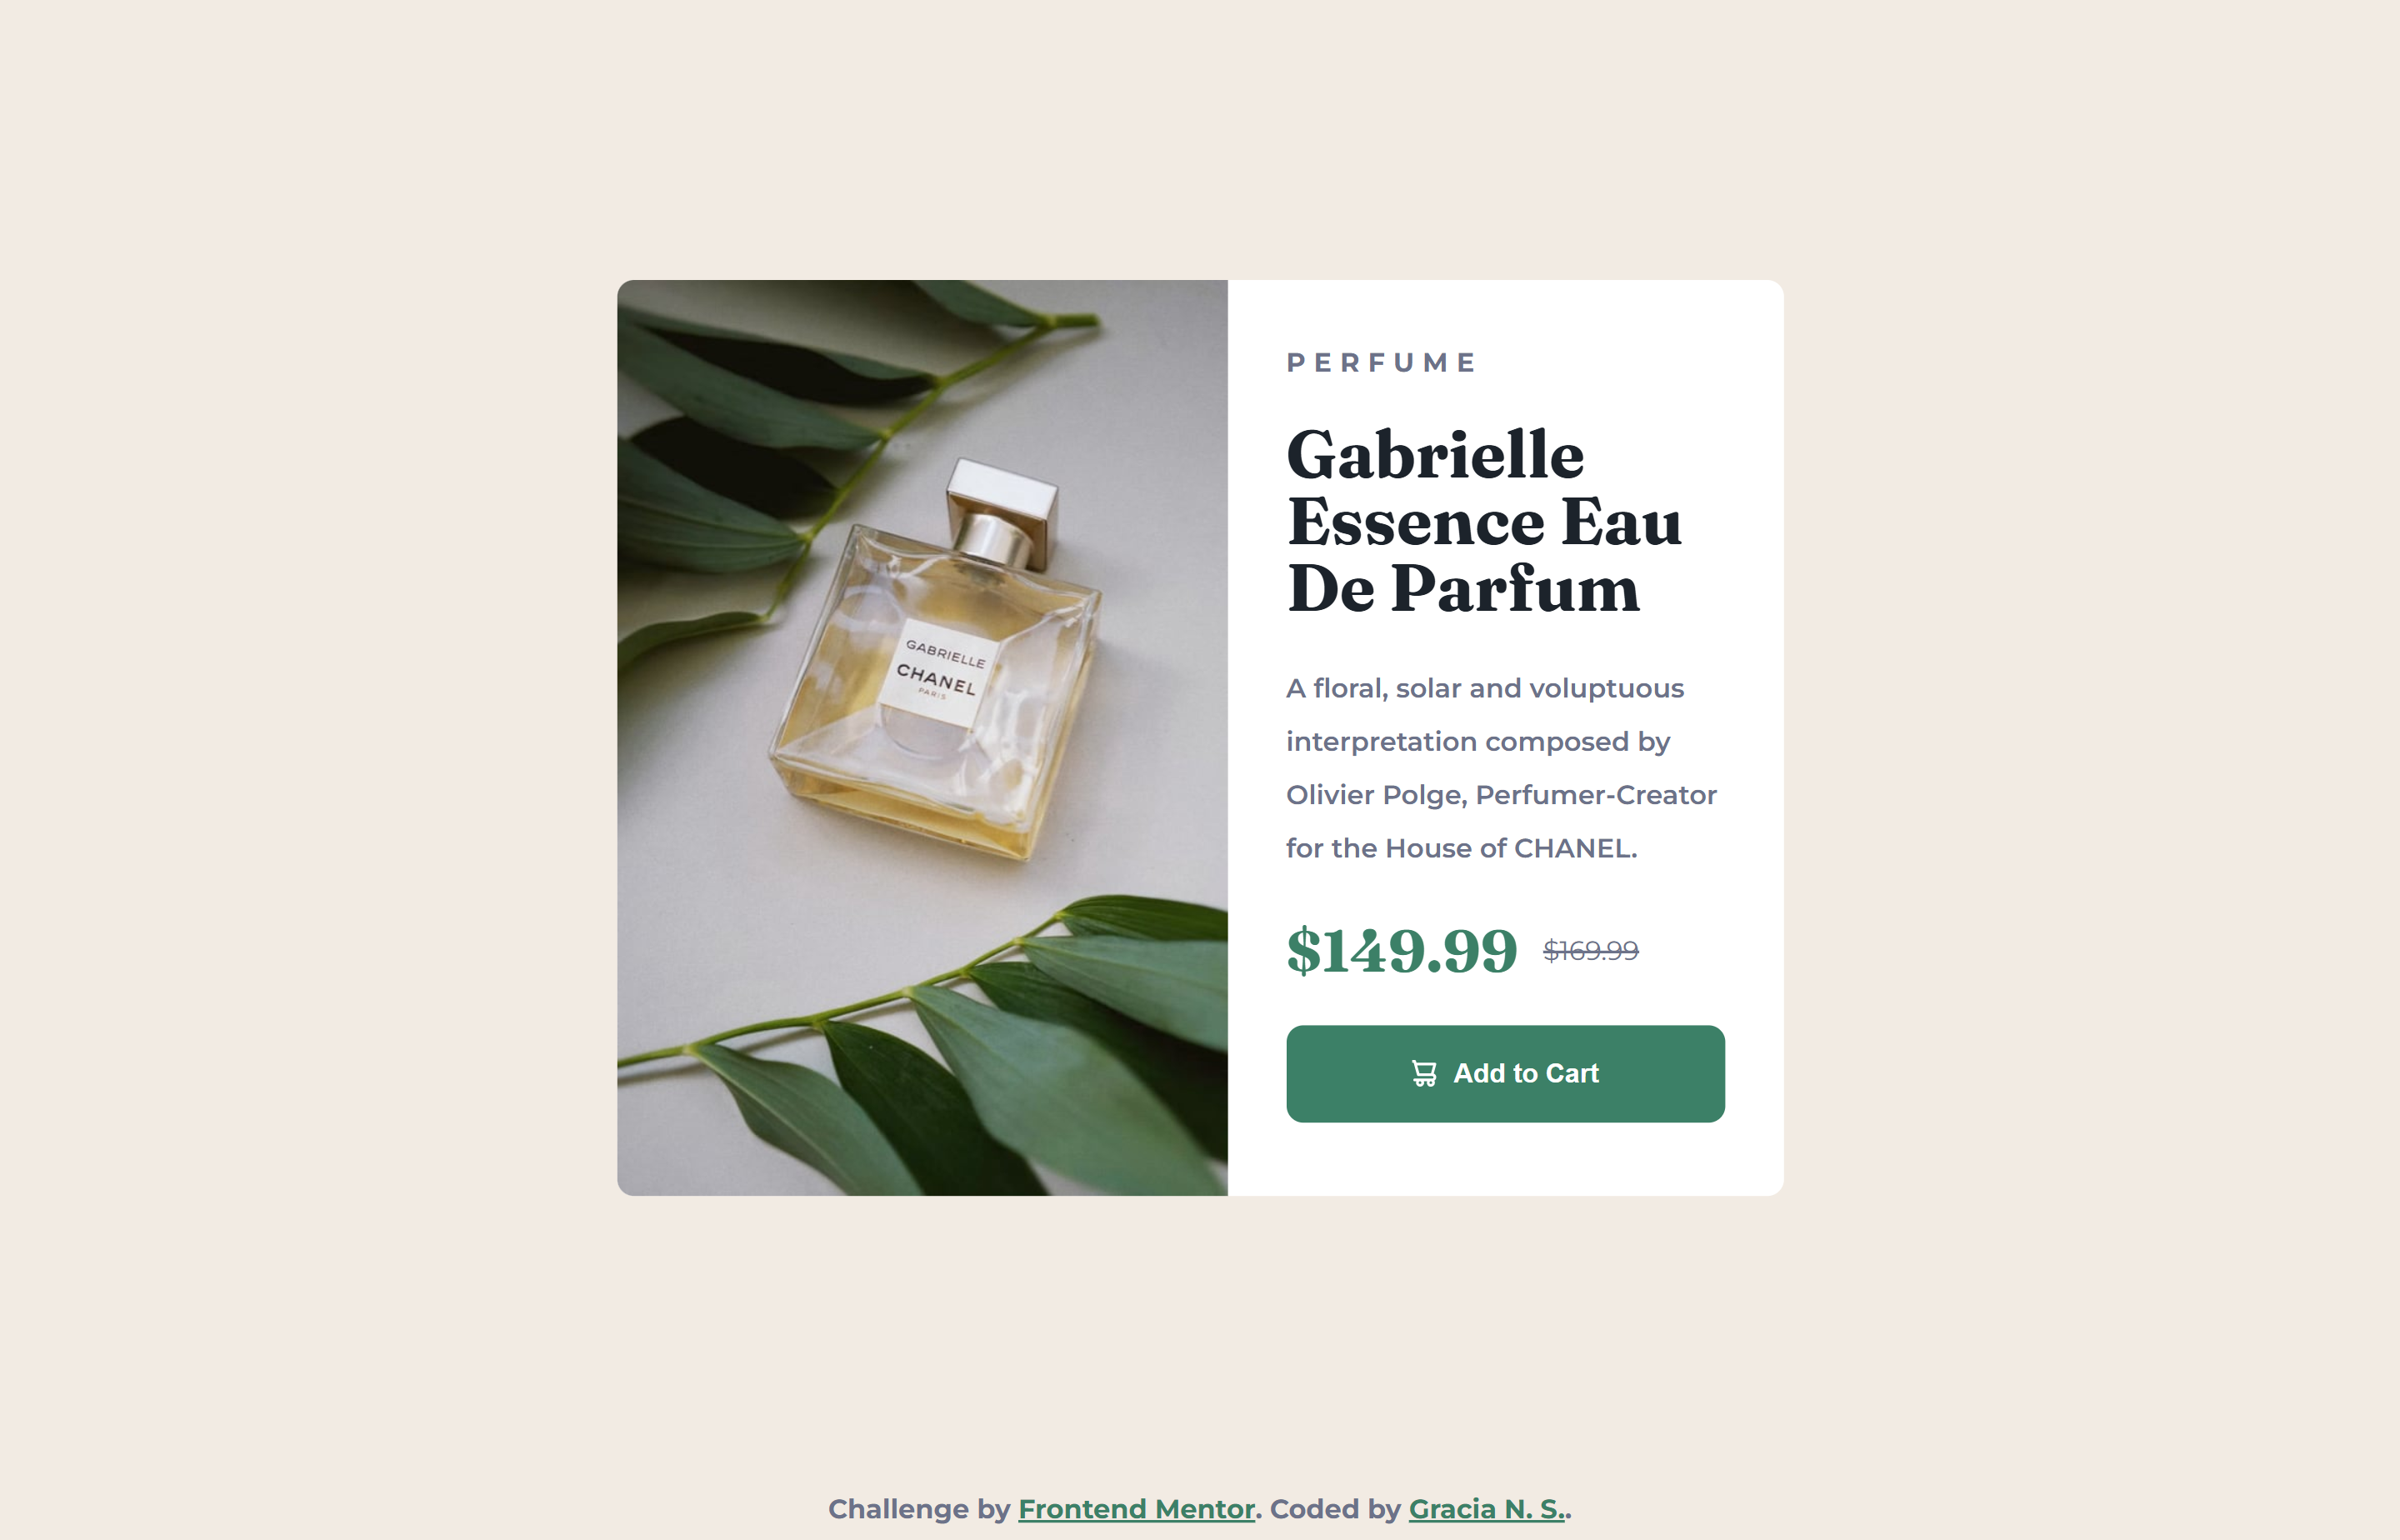 GABRIELLE
CHANEL
PARIS
PERFUME
Gabrielle
Essence Eau
De Parfum
A floral, solar and voluptuous
interpretation composed by
Olivier Polge, Perfumer-Creator
for the House of CHANEL.
$149.99 $169.99
Add to Cart
Challenge by Frontend Mentor. Coded by Gracia N. S..